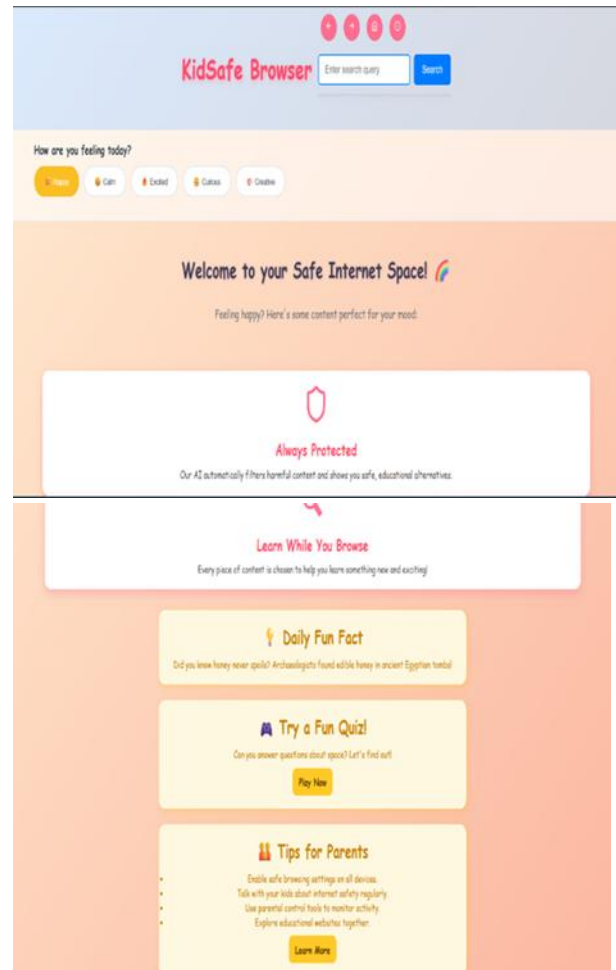 KidSafe Browser
Enter search query
Search
How are you feeling today?
Happy
Calm
Excited
Curious
Creative
Welcome to your Safe Internet Space!
Feeling happy? Here's some content perfect for your mood:
Always Protected
Our AI automatically filters harmful content and shows you safe, educational alternatives.
Learn While You Browse
Every piece of content is chosen to help you learn something new and exciting!
Daily Fun Fact
Did you know honey never spoils? Archaeologists found edible honey in ancient Egyptian tombs!
Try a Fun Quiz!
Can you answer questions about space? Let's find out!
Play Now
Tips for Parents
Enable safe browsing settings on all devices.
Talk with your kids about internet safety regularly.
Use parental control tools to monitor activity.
Explore educational websites together.
Learn More